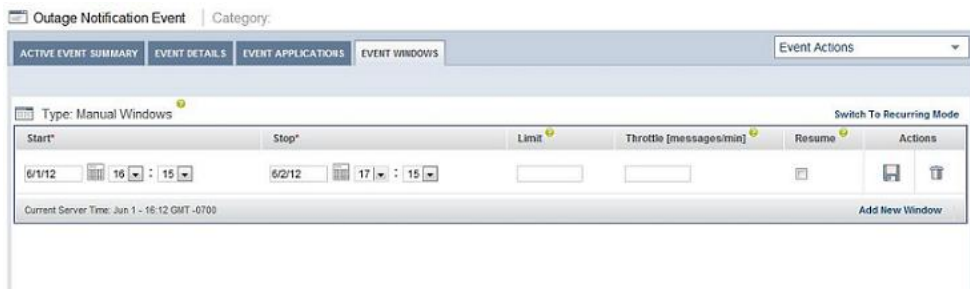 Outage Notification Event | Category:
ACTIVE EVENT SUMMARY EVENT DETAILS EVENT APPLICATIONS EVENT WINDOWS Event Actions
Type: Manual Windows ? Switch To Recurring Mode
Start* Stop* Limit ? Throttle [messages/min] ? Resume ? Actions
6/1/12 16 : 15 6/2/12 17 : 15
Current Server Time: Jun 1 - 16:12 GMT -0700 Add New Window